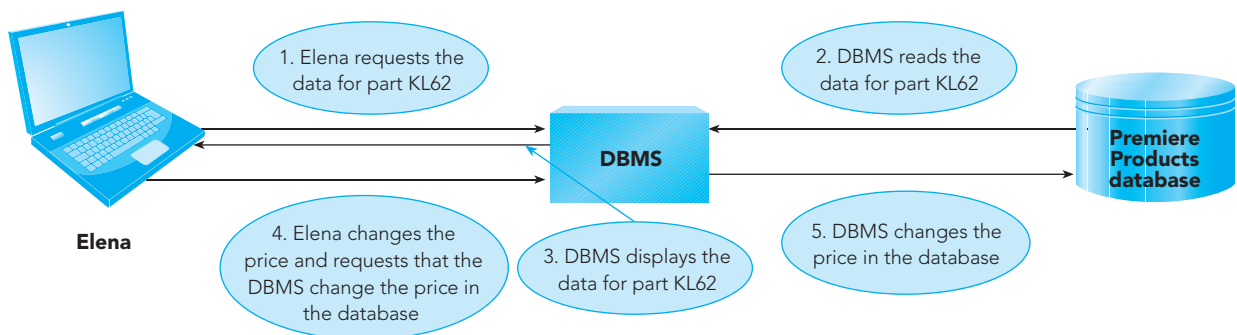 1. Elena requests the
data for part KL62
2. DBMS reads the
data for part KL62
DBMS
Premiere
Products
database
Elena
4. Elena changes the
price and requests that the
DBMS change the price in
the database
3. DBMS displays the
data for part KL62
5. DBMS changes the
price in the database